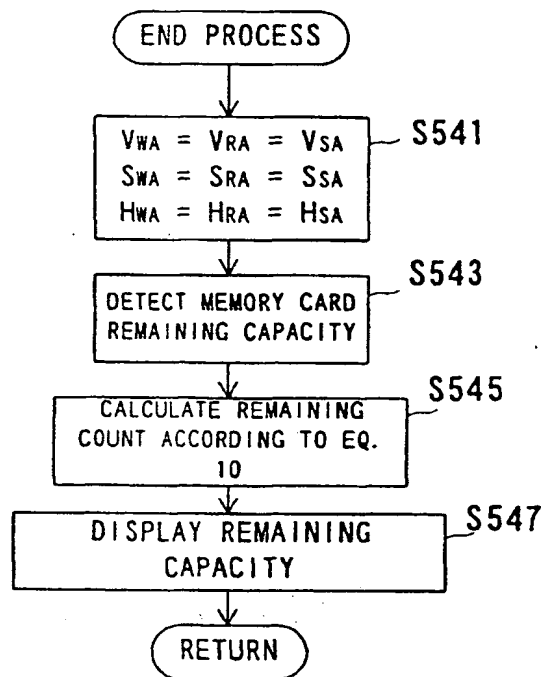 END PROCESS
VWA = VRA = VSA
SWA = SRA = SSA
HWA = HRA = HSA
S541
S543
DETECT MEMORY CARD
REMAINING CAPACITY
S545
CALCULATE REMAINING
COUNT ACCORDING TO EQ.
10
S547
DISPLAY REMAINING
CAPACITY
RETURN